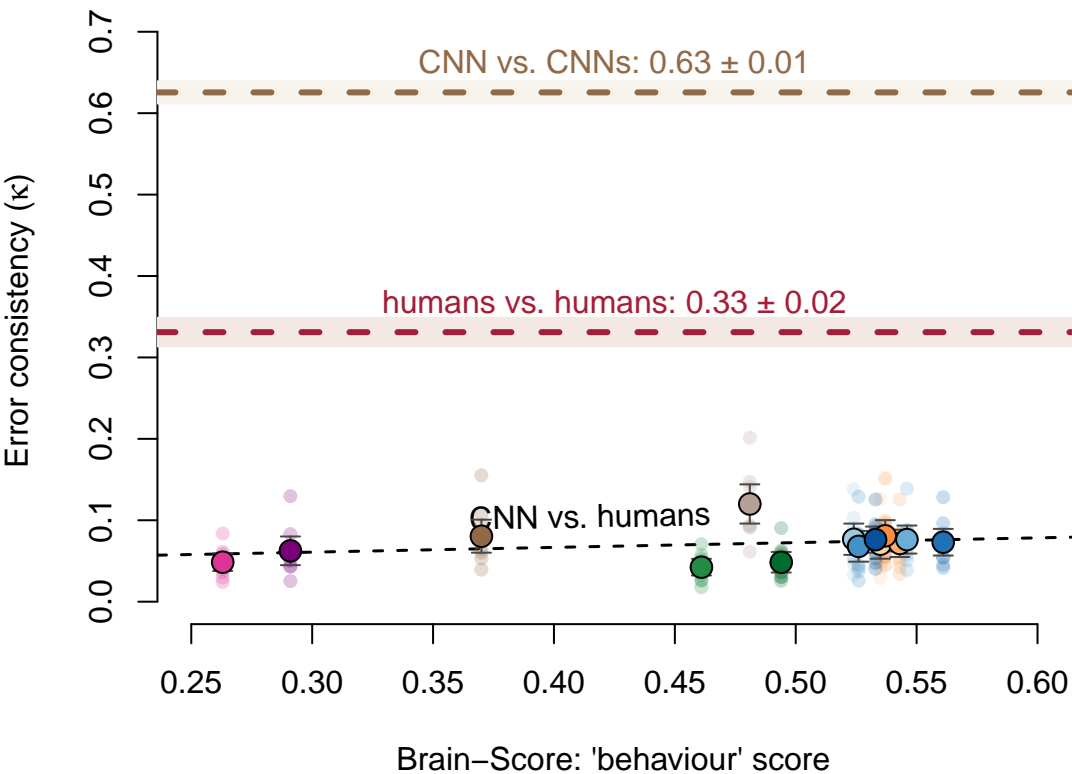 CNN vs. CNNs: 0.63 ± 0.01
humans vs. humans: 0.33 ± 0.02
CNN vs. humans
Error consistency (κ)
0.7
0.6
0.5
0.4
0.3
0.2
0.1
0.0
0.25 0.30 0.35 0.40 0.45 0.50 0.55 0.60
Brain−Score: 'behaviour' score